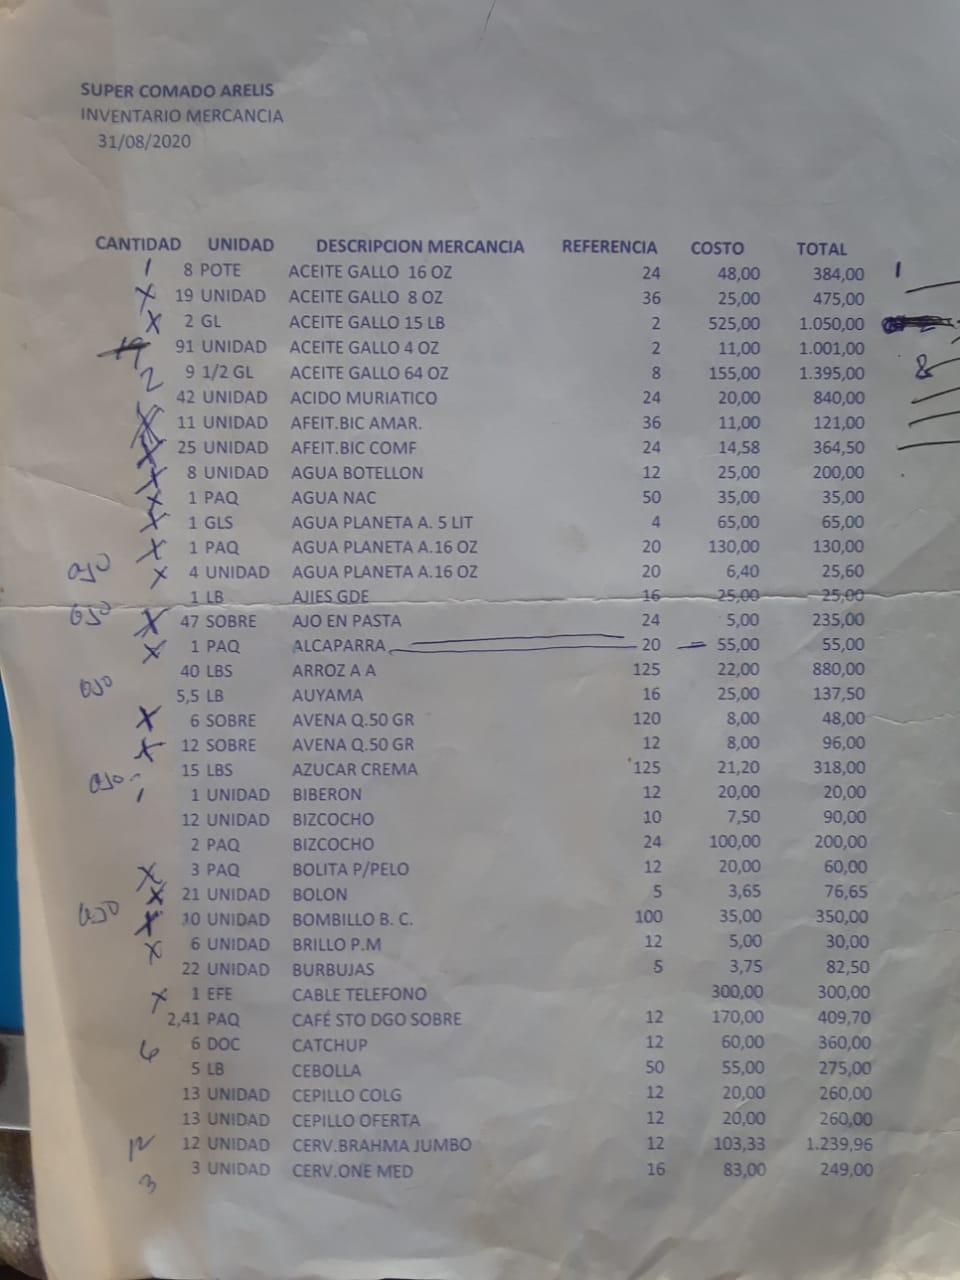 SUPER COMADO ARELIS
INVENTARIO MERCANCIA
31/08/2020
CANTIDAD UNIDAD DESCRIPCION MERCANCIA REFERENCIA COSTO TOTAL
1 8 POTE ACEITE GALLO 16 OZ 24 48,00 384,00 1
X 19 UNIDAD ACEITE GALLO 8 OZ 36 25,00 475,00
X 2 GL ACEITE GALLO 15 LB 2 525,00 1.050,00
91 UNIDAD ACEITE GALLO 4 OZ 2 11,00 1.001,00
2 9 1/2 GL ACEITE GALLO 64 OZ 8 155,00 1.395,00 8
42 UNIDAD ACIDO MURIATICO 24 20,00 840,00
X 11 UNIDAD AFEIT.BIC AMAR. 36 11,00 121,00
X 25 UNIDAD AFEIT.BIC COMF 24 14,58 364,50
X 8 UNIDAD AGUA BOTELLON 12 25,00 200,00
X 1 PAQ AGUA NAC 50 35,00 35,00
X 1 GLS AGUA PLANETA A. 5 LIT 4 65,00 65,00
X 1 PAQ AGUA PLANETA A.16 OZ 20 130,00 130,00
ojo X 4 UNIDAD AGUA PLANETA A.16 OZ 20 6,40 25,60
1 LB AJIES GDE 16 25,00 25,00
ojo X 47 SOBRE AJO EN PASTA 24 5,00 235,00
X 1 PAQ ALCAPARRA 20 55,00 55,00
40 LBS ARROZ A A 125 22,00 880,00
ojo 5,5 LB AUYAMA 16 25,00 137,50
X 6 SOBRE AVENA Q.50 GR 120 8,00 48,00
X 12 SOBRE AVENA Q.50 GR 12 8,00 96,00
ojo 15 LBS AZUCAR CREMA 125 21,20 318,00
1 1 UNIDAD BIBERON 12 20,00 20,00
12 UNIDAD BIZCOCHO 10 7,50 90,00
2 PAQ BIZCOCHO 24 100,00 200,00
X 3 PAQ BOLITA P/PELO 12 20,00 60,00
X 21 UNIDAD BOLON 5 3,65 76,65
ojo X 10 UNIDAD BOMBILLO B. C. 100 35,00 350,00
X 6 UNIDAD BRILLO P.M 12 5,00 30,00
22 UNIDAD BURBUJAS 5 3,75 82,50
X 1 EFE CABLE TELEFONO 300,00 300,00
2,41 PAQ CAFÉ STO DGO SOBRE 12 170,00 409,70
6 6 DOC CATCHUP 12 60,00 360,00
5 LB CEBOLLA 50 55,00 275,00
13 UNIDAD CEPILLO COLG 12 20,00 260,00
13 UNIDAD CEPILLO OFERTA 12 20,00 260,00
12 12 UNIDAD CERV.BRAHMA JUMBO 12 103,33 1.239,96
3 3 UNIDAD CERV.ONE MED 16 83,00 249,00